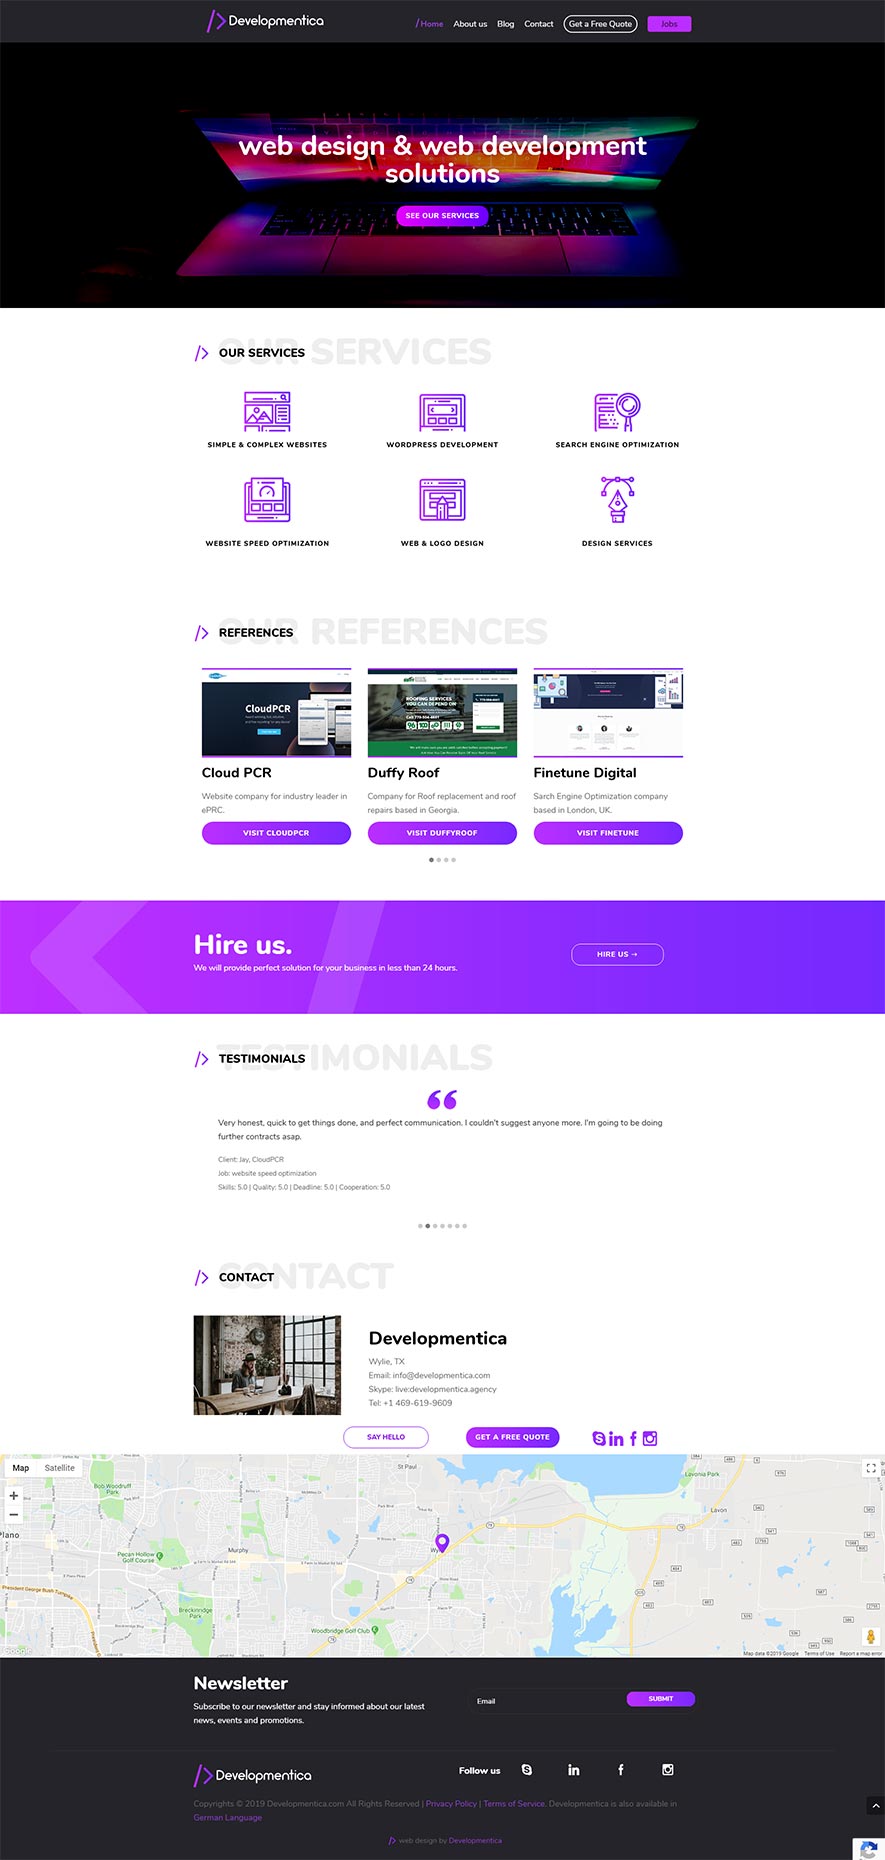 Developmentica
/ Home About us Blog Contact Get a Free Quote Jobs
web design & web development
solutions
SEE OUR SERVICES
OUR SERVICES
OUR SERVICES
SIMPLE & COMPLEX WEBSITES
WORDPRESS DEVELOPMENT
SEARCH ENGINE OPTIMIZATION
WEBSITE SPEED OPTIMIZATION
WEB & LOGO DESIGN
DESIGN SERVICES
OUR REFERENCES
REFERENCES
CloudPCR
ROOFING SERVICES
YOU CAN DEPEND ON!
Cloud PCR
Website company for industry leader in
ePRC.
VISIT CLOUDPCR
Duffy Roof
Company for Roof replacement and roof
repairs based in Georgia.
VISIT DUFFYROOF
Finetune Digital
Sarch Engine Optimization company
based in London, UK.
VISIT FINETUNE
Hire us.
We will provide perfect solution for your business in less than 24 hours.
HIRE US →
TESTIMONIALS
TESTIMONIALS
Very honest, quick to get things done, and perfect communication. I couldn't suggest anyone more. I'm going to be doing
further contracts asap.
Client: Jay, CloudPCR
Job: website speed optimization
Skills: 5.0 | Quality: 5.0 | Deadline: 5.0 | Cooperation: 5.0
CONTACT
CONTACT
Developmentica
Wylie, TX
Email: info@developmentica.com
Skype: live:developmentica.agency
Tel: +1 469-619-9609
SAY HELLO
GET A FREE QUOTE
Map Satellite
St Paul
Lavonia Park
Bob Woodruff
Park
Lavon
Plano
Pecan Hollow
Golf Course
Murphy
President George Bush Turnpike
Breckinridge
Park
Woodbridge Golf Club
Map data ©2019 Google Terms of Use Report a map error
Newsletter
Subscribe to our newsletter and stay informed about our latest
news, events and promotions.
Email
SUBMIT
Developmentica
Follow us
Copyrights © 2019 Developmentica.com All Rights Reserved | Privacy Policy | Terms of Service. Developmentica is also available in
German Language
web design by Developmentica